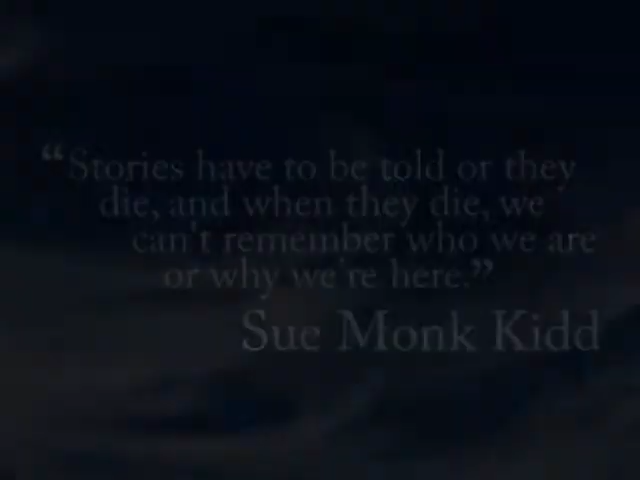 “Stories have to be told or they
die, and when they die, we
can't remember who we are
or why we're here.”
Sue Monk Kidd